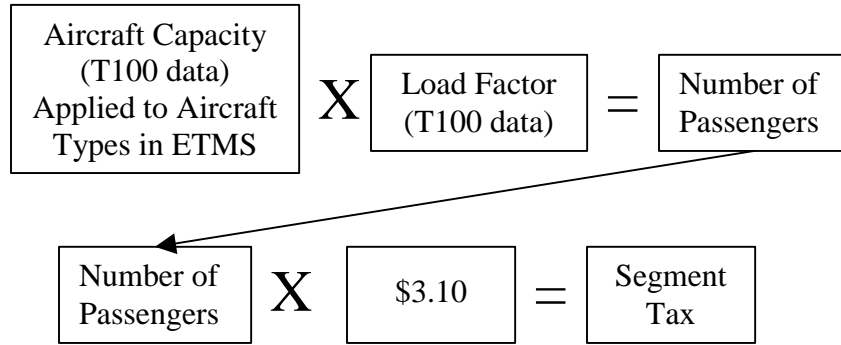 Aircraft Capacity
(T100 data)
Applied to Aircraft
Types in ETMS
X
Load Factor
(T100 data)
=
Number of
Passengers
Number of
Passengers
X
$3.10
=
Segment
Tax